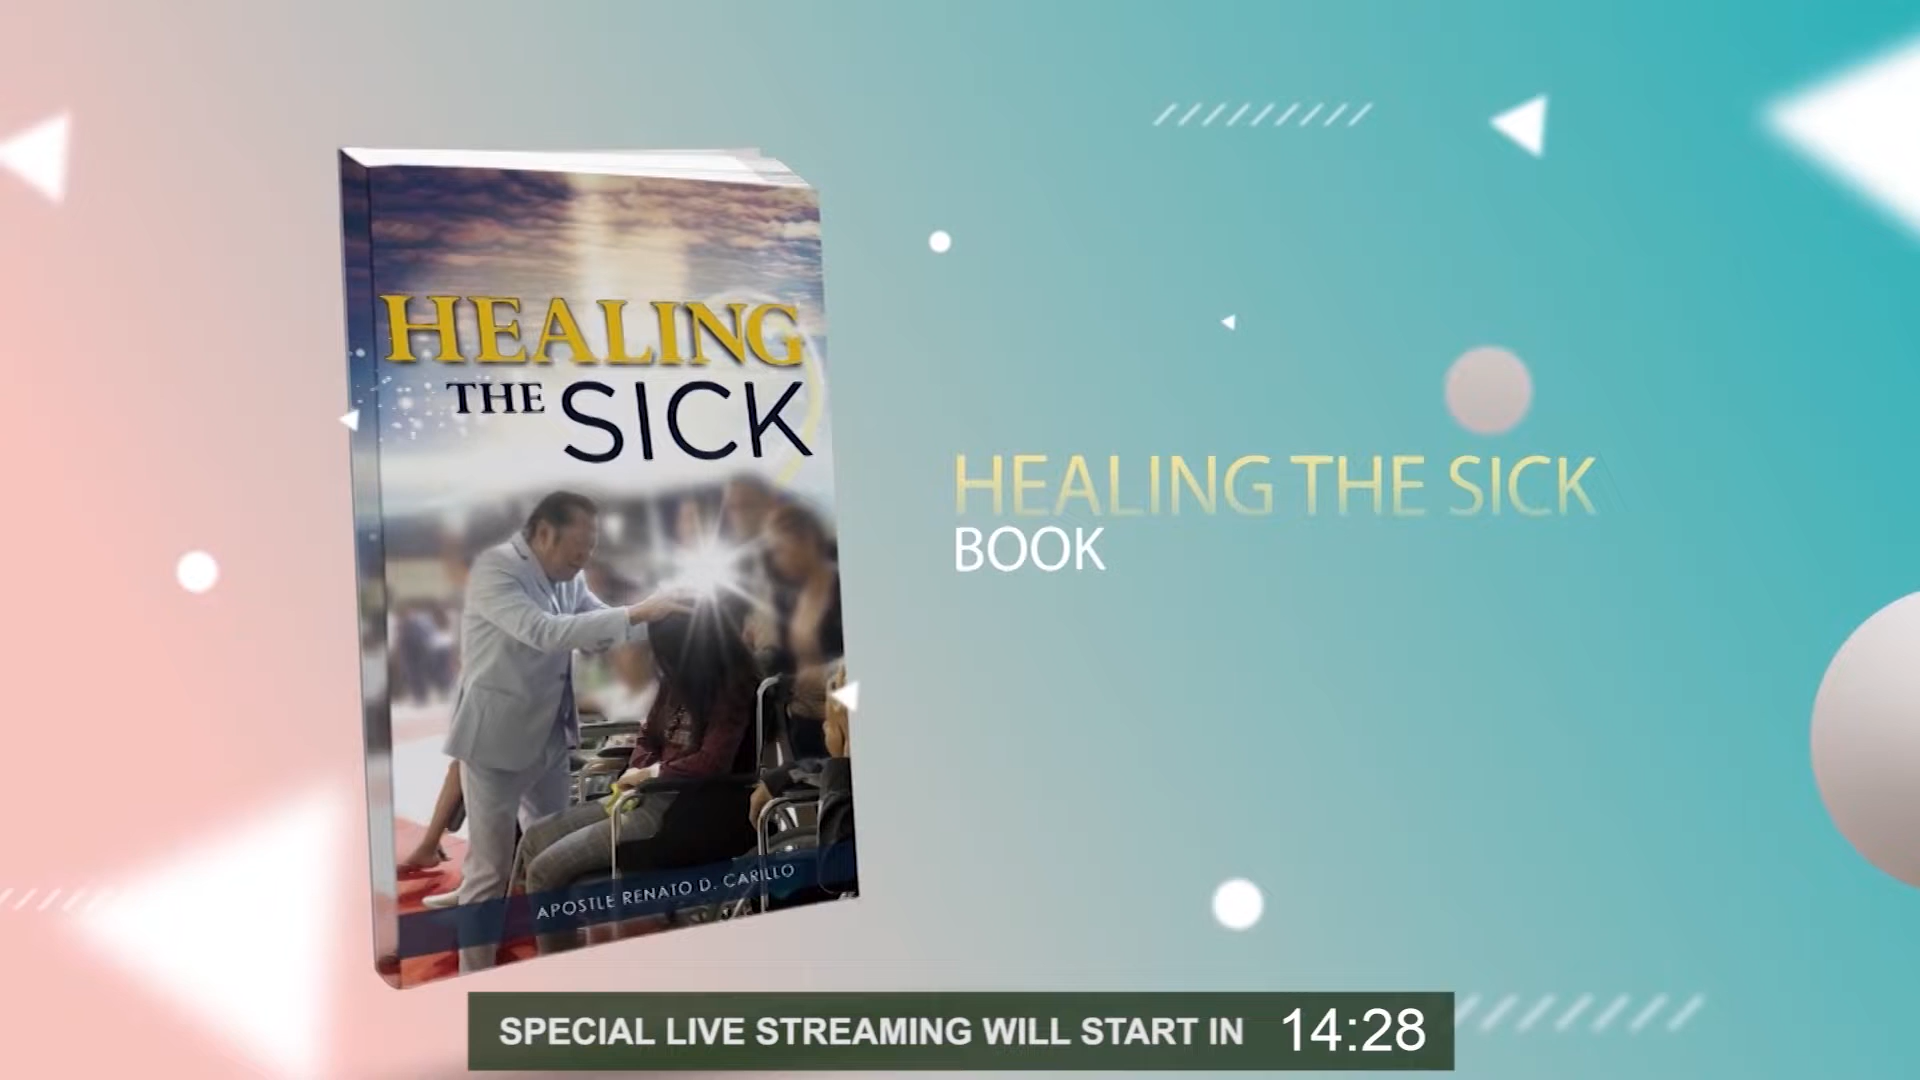 HEALING
THE SICK
APOSTLE RENATO D. CARILLO
HEALING THE SICK
BOOK
SPECIAL LIVE STREAMING WILL START IN 14:28